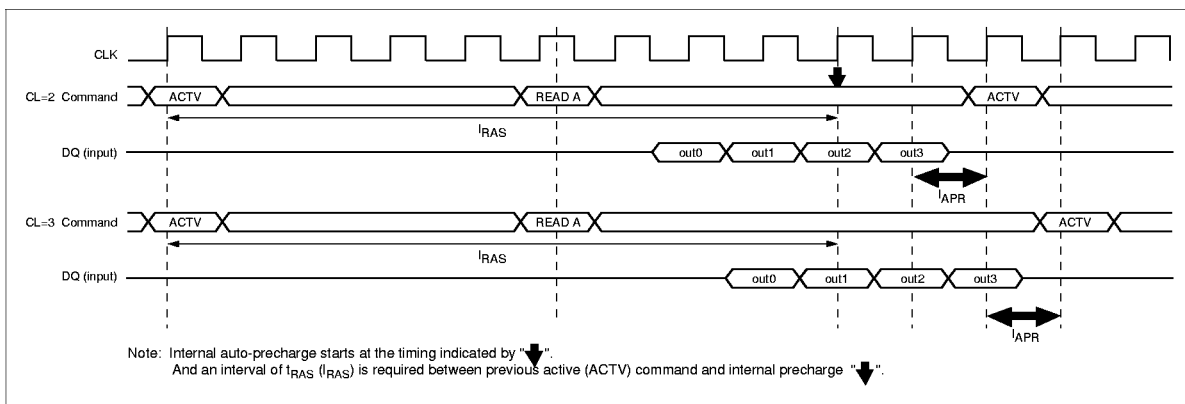 CLK
CL=2 Command ACTV READ A ACTV
lRAS
DQ (input) out0 out1 out2 out3
lAPR
CL=3 Command ACTV READ A ACTV
lRAS
DQ (input) out0 out1 out2 out3
lAPR
Note: Internal auto-precharge starts at the timing indicated by " ".
And an interval of tRAS (lRAS) is required between previous active (ACTV) command and internal precharge " ".